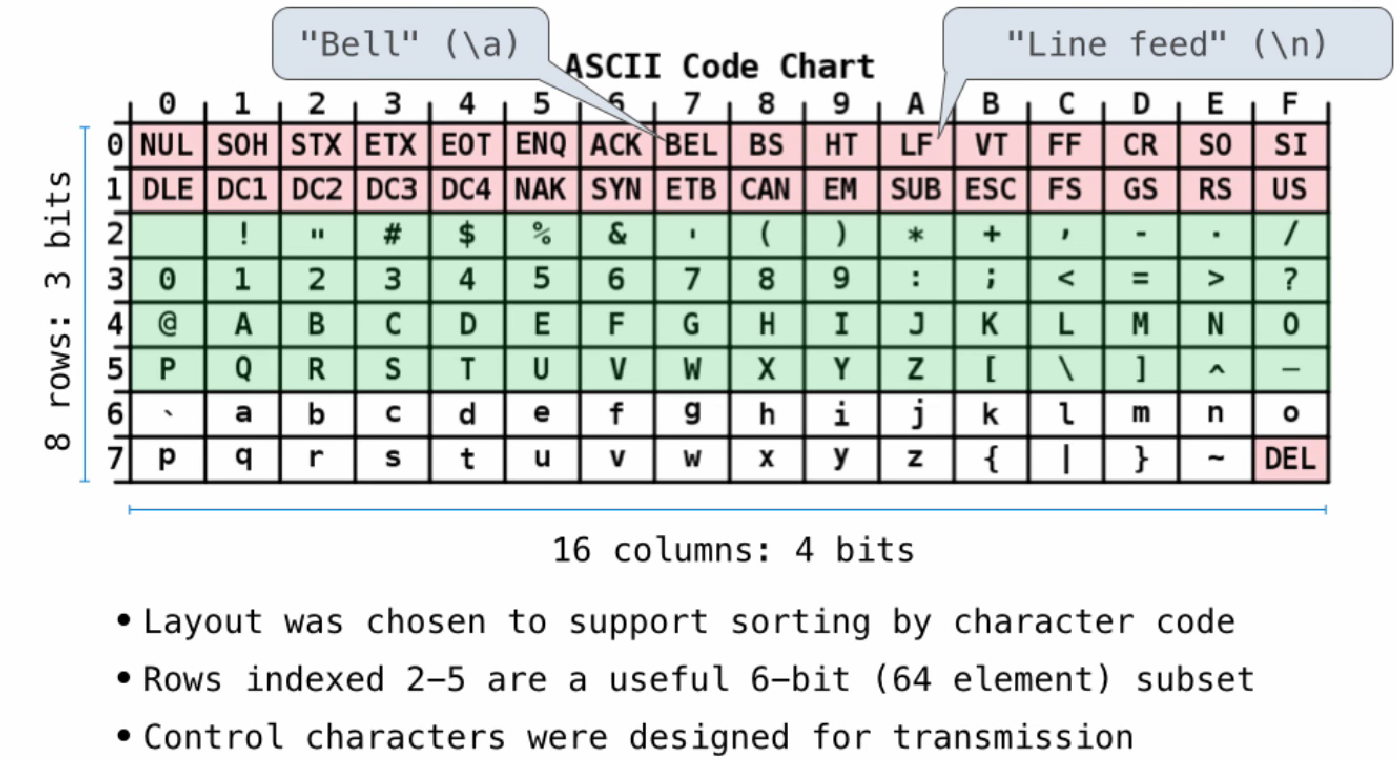 "Bell" (\a) "Line feed" (\n)
ASCII Code Chart
0 1 2 3 4 5 6 7 8 9 A B C D E F
0 NUL SOH STX ETX EOT ENQ ACK BEL BS HT LF VT FF CR SO SI
1 DLE DC1 DC2 DC3 DC4 NAK SYN ETB CAN EM SUB ESC FS GS RS US
2 ! " # $ % & ' ( ) * + , - . /
3 0 1 2 3 4 5 6 7 8 9 : ; < = > ?
4 @ A B C D E F G H I J K L M N O
5 P Q R S T U V W X Y Z [ \ ] ^ _
6 ` a b c d e f g h i j k l m n o
7 p q r s t u v w x y z { | } ~ DEL
8 rows: 3 bits
16 columns: 4 bits
• Layout was chosen to support sorting by character code
• Rows indexed 2–5 are a useful 6–bit (64 element) subset
• Control characters were designed for transmission